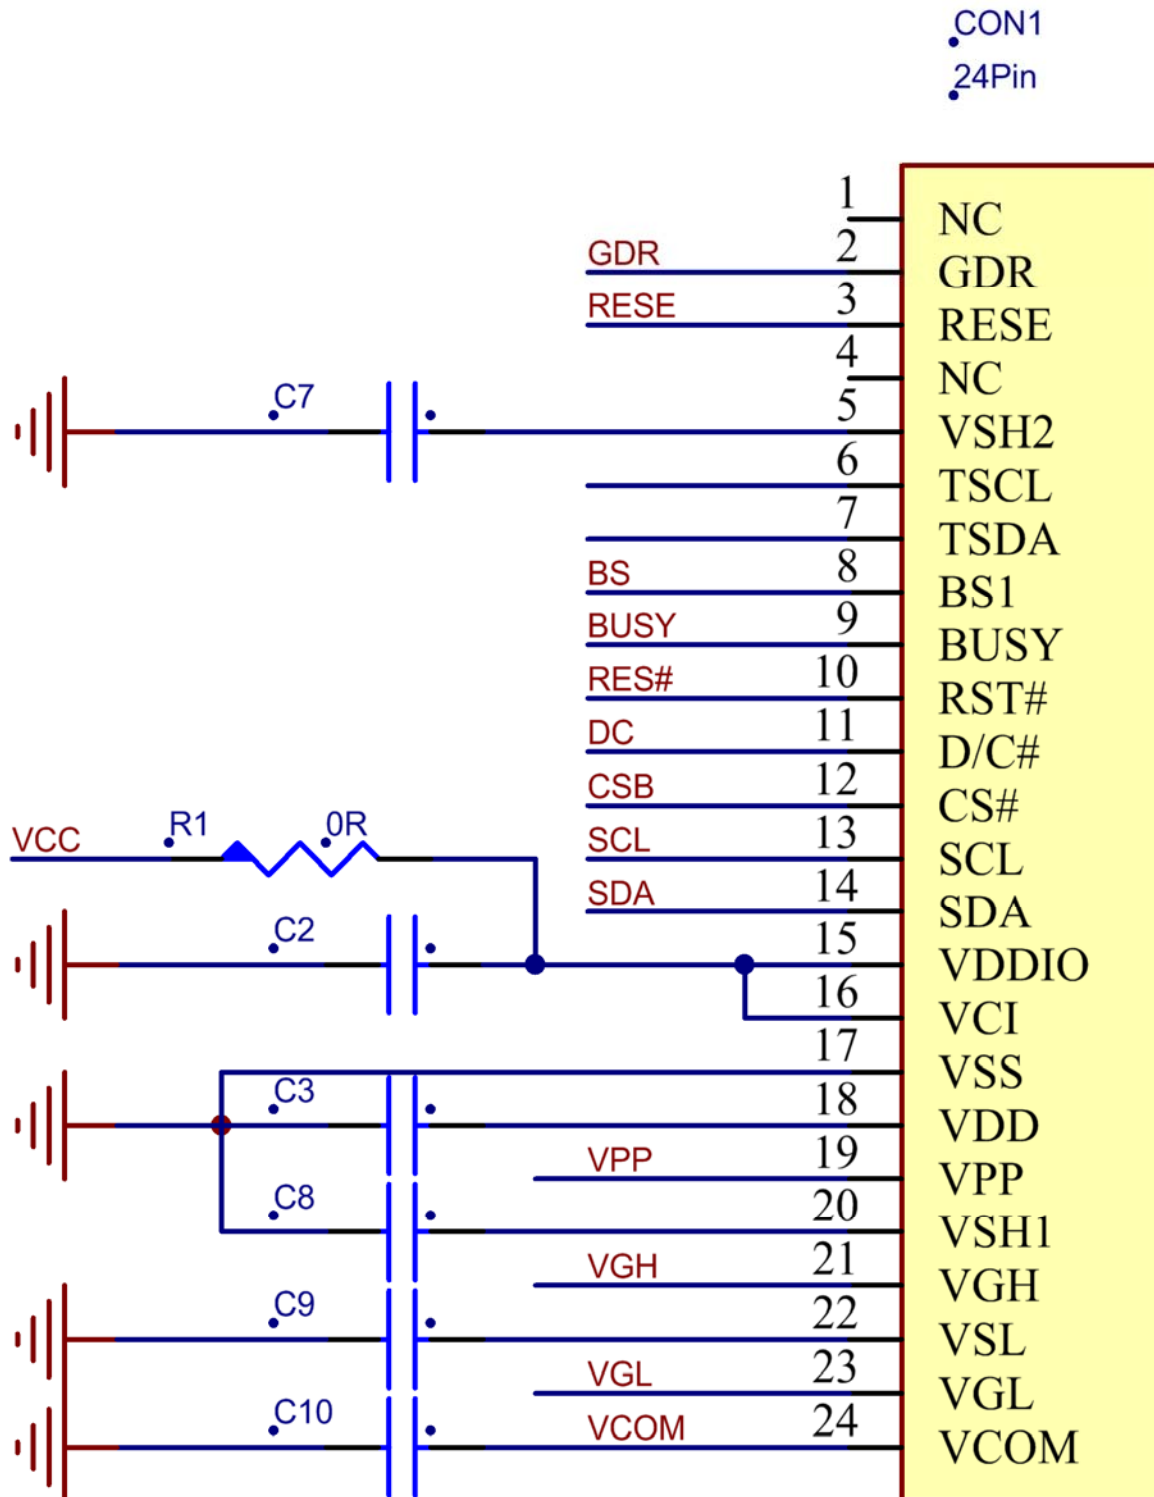 CON1
24Pin
1 NC
GDR 2 GDR
RESE 3 RESE
4 NC
C7 5 VSH2
6 TSCL
7 TSDA
BS 8 BS1
BUSY 9 BUSY
RES# 10 RST#
DC 11 D/C#
CSB 12 CS#
VCC R1 0R SCL 13 SCL
SDA 14 SDA
C2 15 VDDIO
16 VCI
17 VSS
C3 18 VDD
VPP 19 VPP
C8 20 VSH1
VGH 21 VGH
C9 22 VSL
VGL 23 VGL
C10 VCOM 24 VCOM